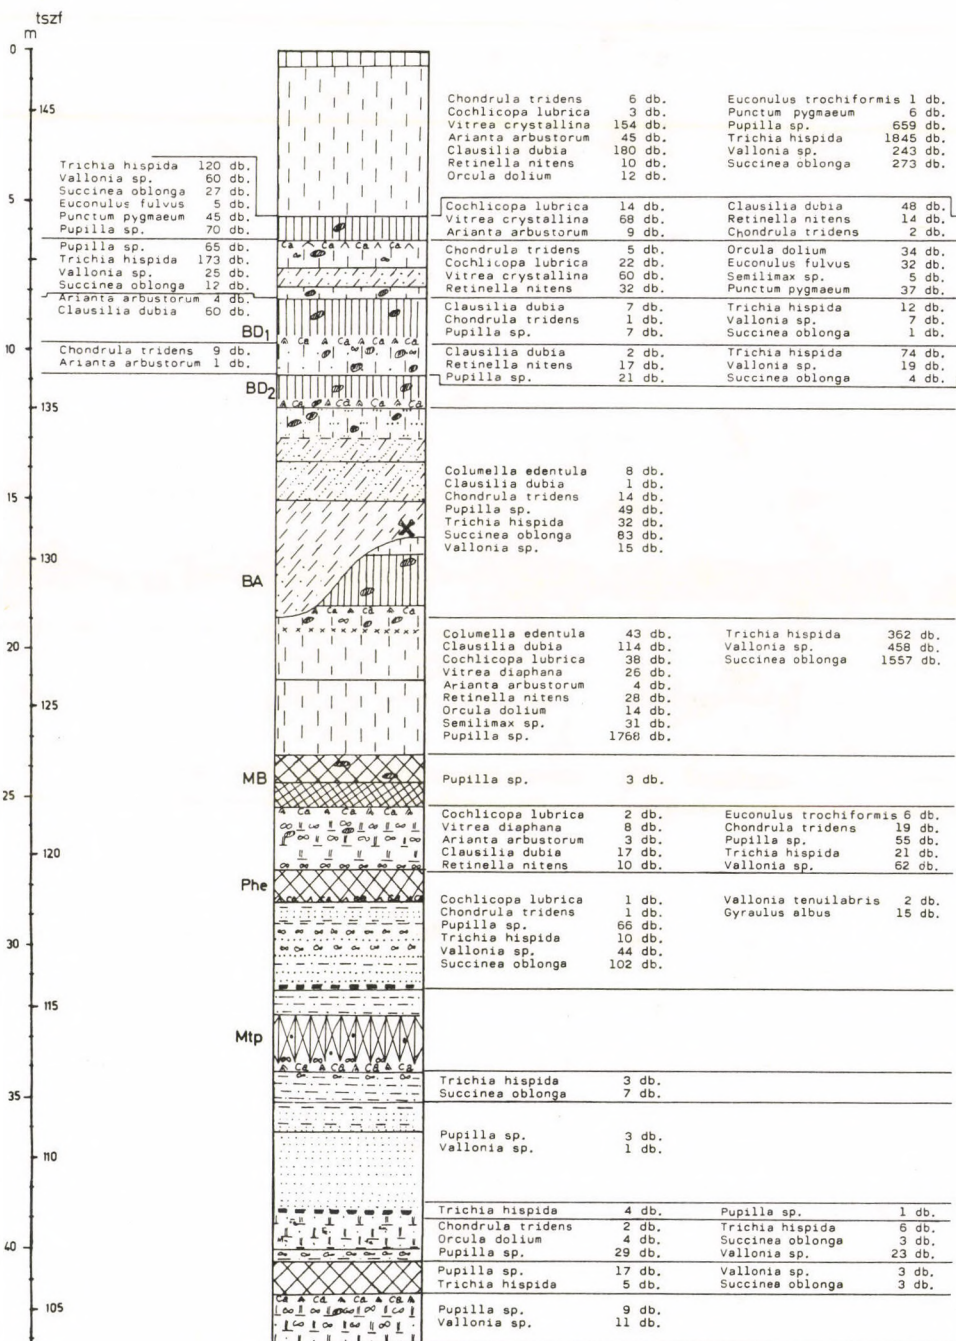 tszf
m
0
145
5
10
135
15
130
20
125
25
120
30
115
35
110
40
105
BD1
BD2
BA
MB
Phe
Mtp
Chondrula tridens 6 db. Euconulus trochiformis 1 db.
Cochlicopa lubrica 3 db. Punctum pygmaeum 6 db.
Vitrea crystallina 154 db. Pupilla sp. 659 db.
Arianta arbustorum 45 db. Trichia hispida 1845 db.
Clausilia dubia 180 db. Vallonia sp. 243 db.
Retinella nitens 10 db. Succinea oblonga 273 db.
Orcula dolium 12 db.
Trichia hispida 120 db.
Vallonia sp. 60 db.
Succinea oblonga 27 db.
Euconulus fulvus 5 db.
Punctum pygmaeum 45 db.
Pupilla sp. 70 db.
Cochlicopa lubrica 14 db. Clausilia dubia 48 db.
Vitrea crystallina 68 db. Retinella nitens 14 db.
Arianta arbustorum 9 db. Chondrula tridens 2 db.
Pupilla sp. 65 db.
Trichia hispida 173 db.
Vallonia sp. 25 db.
Succinea oblonga 12 db.
Arianta arbustorum 4 db.
Clausilia dubia 60 db.
Chondrula tridens 5 db. Orcula dolium 34 db.
Cochlicopa lubrica 22 db. Euconulus fulvus 32 db.
Vitrea crystallina 60 db. Semilimax sp. 5 db.
Retinella nitens 32 db. Punctum pygmaeum 37 db.
Clausilia dubia 7 db. Trichia hispida 12 db.
Chondrula tridens 1 db. Vallonia sp. 7 db.
Pupilla sp. 7 db. Succinea oblonga 1 db.
Chondrula tridens 9 db.
Arianta arbustorum 1 db.
Clausilia dubia 2 db. Trichia hispida 74 db.
Retinella nitens 17 db. Vallonia sp. 19 db.
Pupilla sp. 21 db. Succinea oblonga 4 db.
Columella edentula 8 db.
Clausilia dubia 1 db.
Chondrula tridens 14 db.
Pupilla sp. 49 db.
Trichia hispida 32 db.
Succinea oblonga 83 db.
Vallonia sp. 15 db.
Columella edentula 43 db. Trichia hispida 362 db.
Clausilia dubia 114 db. Vallonia sp. 458 db.
Cochlicopa lubrica 38 db. Succinea oblonga 1557 db.
Vitrea diaphana 26 db.
Arianta arbustorum 4 db.
Retinella nitens 28 db.
Orcula dolium 14 db.
Semilimax sp. 31 db.
Pupilla sp. 1768 db.
Pupilla sp. 3 db.
Cochlicopa lubrica 2 db. Euconulus trochiformis 6 db.
Vitrea diaphana 8 db. Chondrula tridens 19 db.
Arianta arbustorum 3 db. Pupilla sp. 55 db.
Clausilia dubia 17 db. Trichia hispida 21 db.
Retinella nitens 10 db. Vallonia sp. 62 db.
Cochlicopa lubrica 1 db. Vallonia tenuilabris 2 db.
Chondrula tridens 1 db. Gyraulus albus 15 db.
Pupilla sp. 66 db.
Trichia hispida 10 db.
Vallonia sp. 44 db.
Succinea oblonga 102 db.
Trichia hispida 3 db.
Succinea oblonga 7 db.
Pupilla sp. 3 db.
Vallonia sp. 1 db.
Trichia hispida 4 db. Pupilla sp. 1 db.
Chondrula tridens 2 db. Trichia hispida 6 db.
Orcula dolium 4 db. Succinea oblonga 3 db.
Pupilla sp. 29 db. Vallonia sp. 23 db.
Pupilla sp. 17 db. Vallonia sp. 3 db.
Trichia hispida 5 db. Succinea oblonga 3 db.
Pupilla sp. 9 db.
Vallonia sp. 11 db.